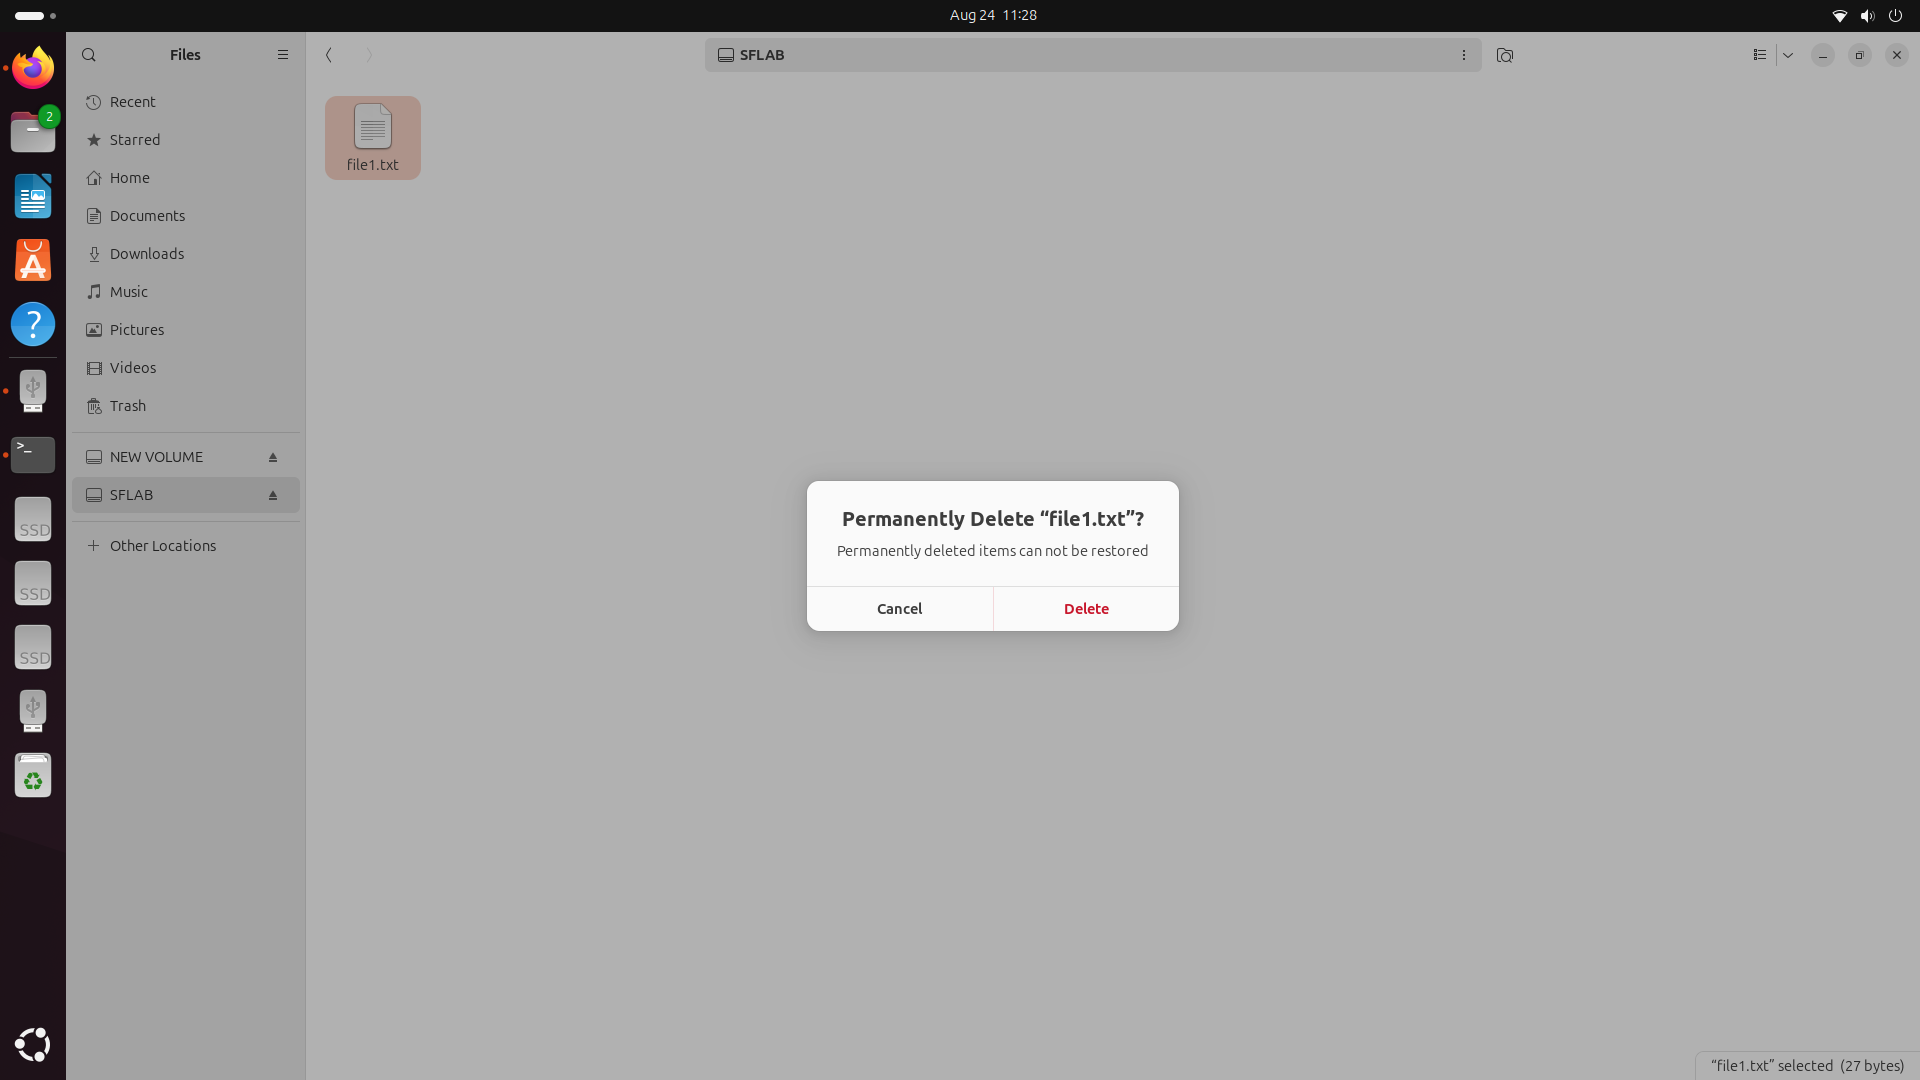 Aug 24 11:28
Files
SFLAB
2
Recent
Starred
Home
Documents
Downloads
Music
Pictures
Videos
Trash
NEW VOLUME
SFLAB
Other Locations
file1.txt
>_
SSD
SSD
SSD
Permanently Delete “file1.txt”?
Permanently deleted items can not be restored
Cancel
Delete
“file1.txt” selected (27 bytes)